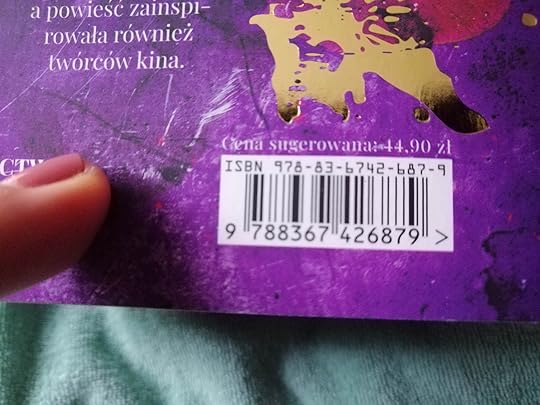 a powieść zainspi-
rowała również
twórców kina.
Cena sugerowana: 44,90 zł
ISBN 978-83-6742-687-9
9 788367 426879 >